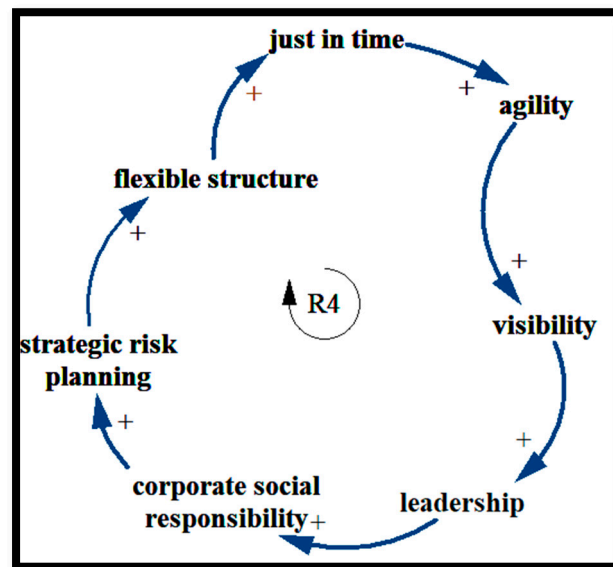 just in time
+
+
agility
flexible structure
+
+
R4
visibility
strategic risk
planning
+
+
corporate social
responsibility+
leadership